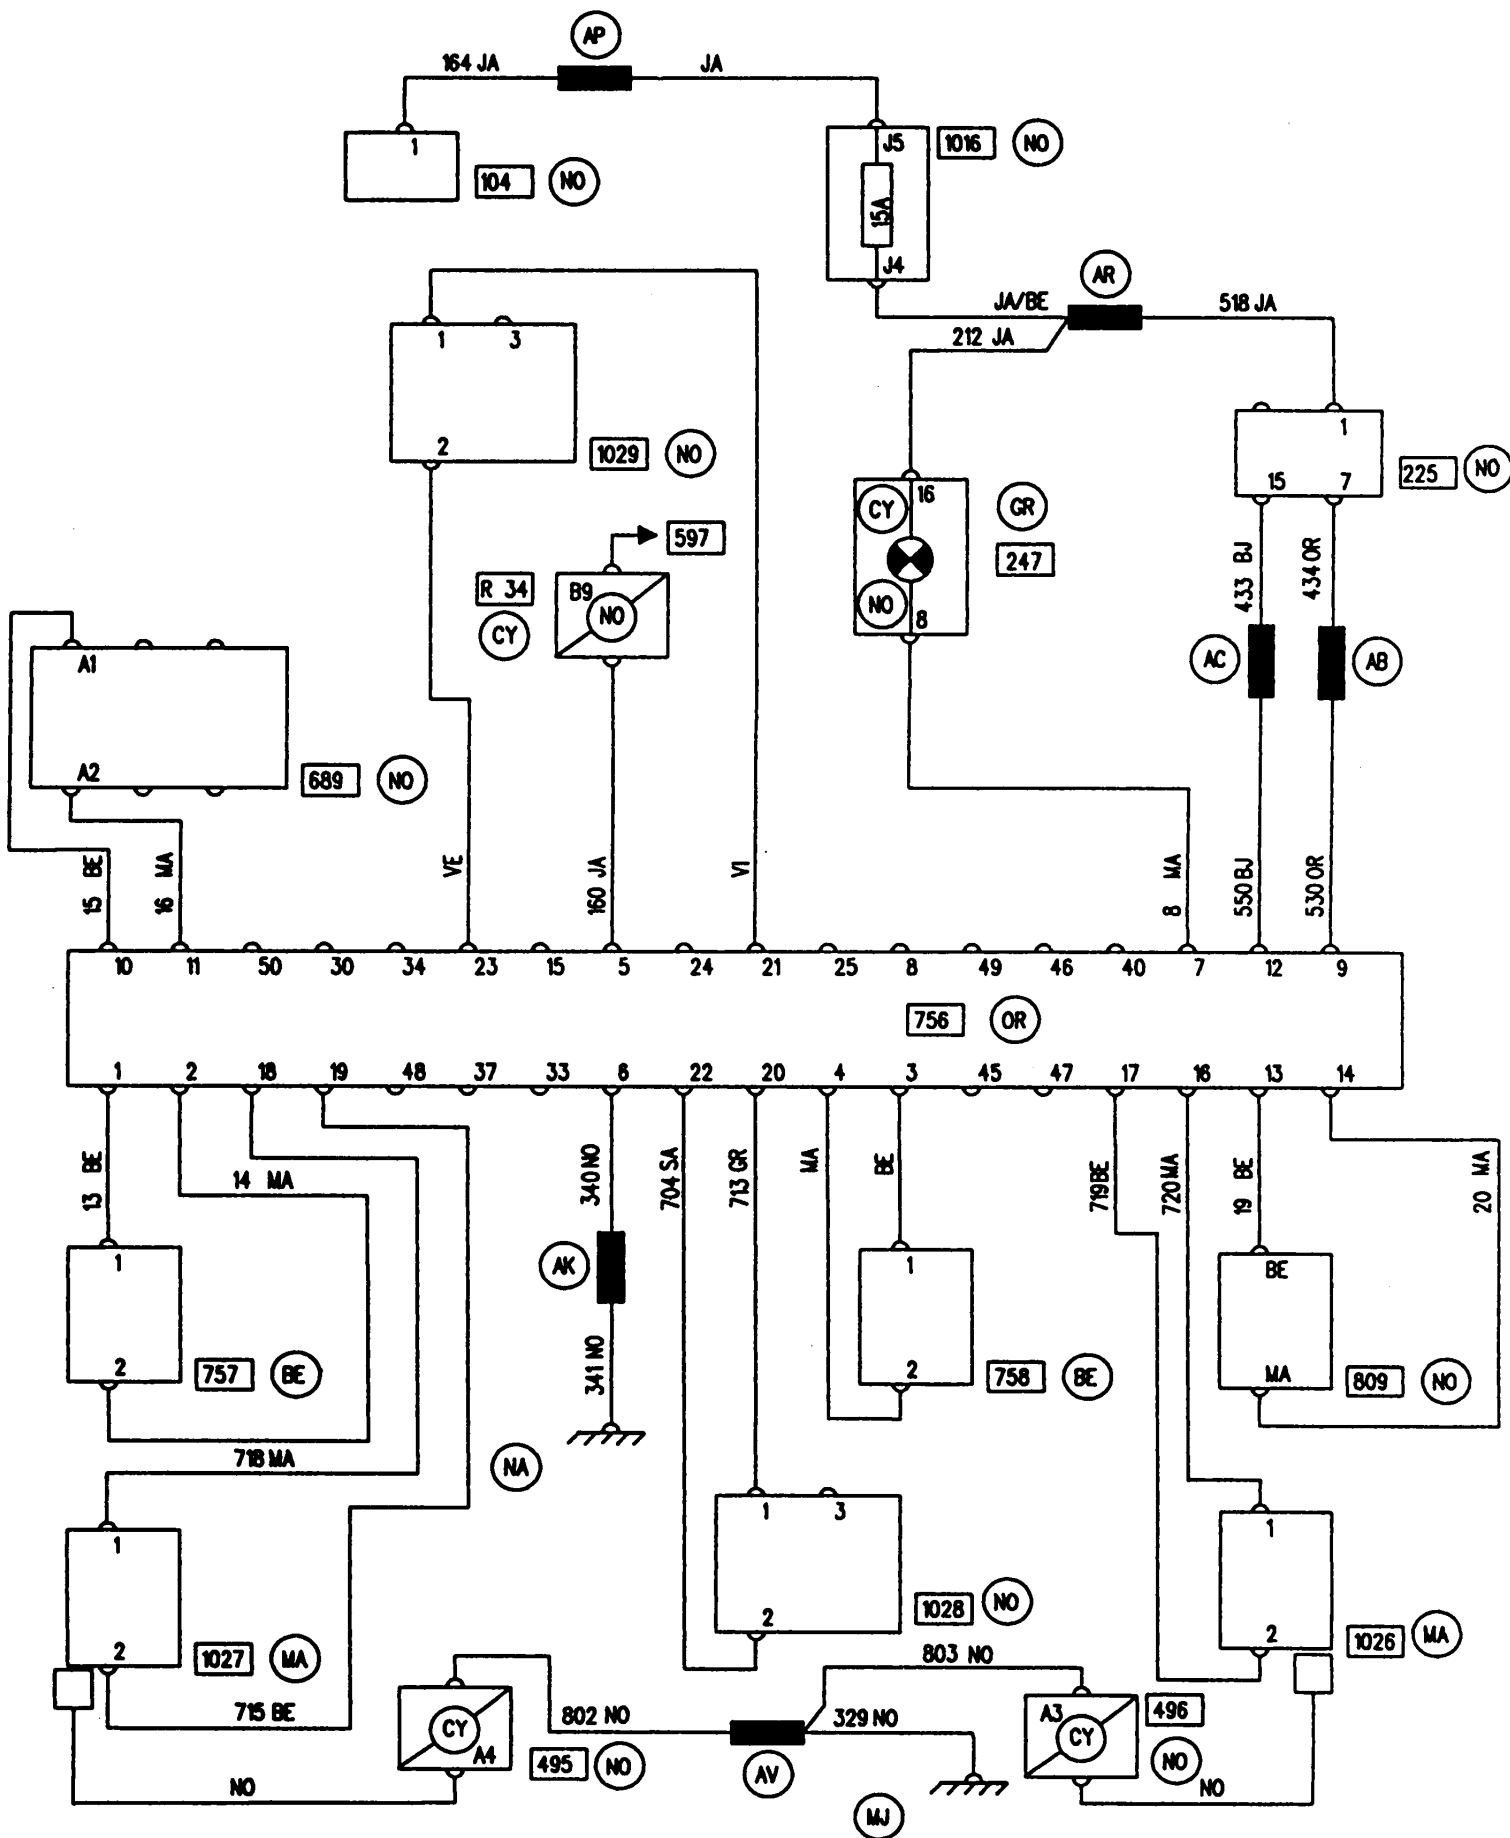 AP
164 JA
JA
1
104
NO
J5
1016
NO
15A
J4
AR
JA/BE
518 JA
212 JA
1
3
2
1029
NO
1
15
7
225
NO
CY
16
GR
247
NO
8
597
R 34
B9
NO
CY
433 BJ
434 OR
AC
AB
A1
A2
689
NO
15 BE
16 MA
VE
160 JA
VI
8 MA
550 BJ
530 OR
10 11 50 30 34 23 15 5 24 21 25 8 49 46 40 7 12 9
756
OR
1 2 18 19 48 37 33 6 22 20 4 3 45 47 17 16 13 14
13 BE
14 MA
340 NO
704 SA
713 GR
MA
BE
719 BE
720 MA
19 BE
20 MA
1
2
757
BE
AK
341 NO
1
2
758
BE
BE
MA
809
NO
718 MA
NA
1
2
1027
MA
715 BE
1
3
2
1028
NO
1
2
1026
MA
803 NO
CY
A4
495
NO
802 NO
329 NO
AV
A3
CY
496
NO
NO
NO
MJ